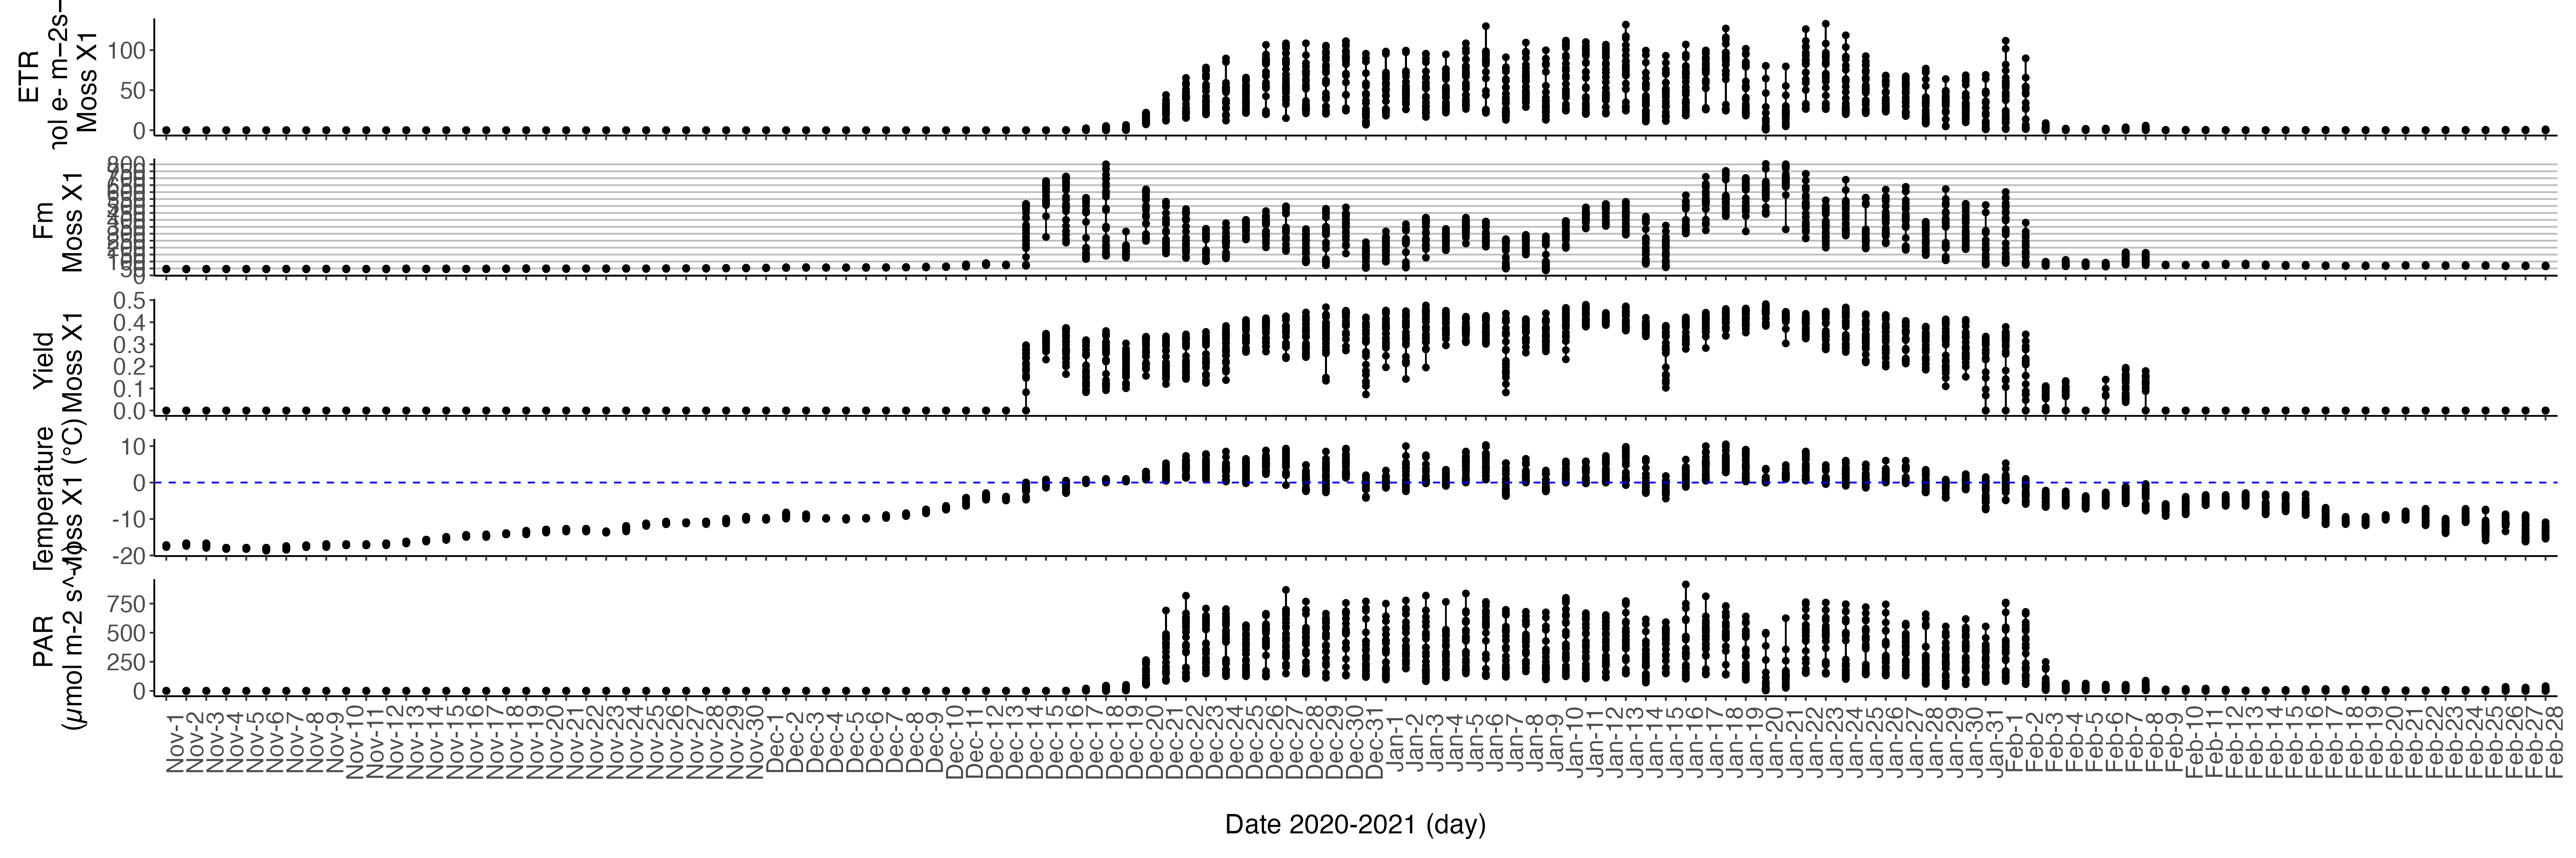 ETR
nol e- m−2s−
Moss X1
100
50
0
Fm
Moss X1
800
100
50
0
Yield
Moss X1
0.5
0.4
0.3
0.2
0.1
0.0
Temperature
Moss X1 (°C)
10
0
-10
-20
PAR
(µmol m-2 s^-1)
750
500
250
0
Nov-1
Nov-2
Nov-3
Nov-4
Nov-5
Nov-6
Nov-7
Nov-8
Nov-9
Nov-10
Nov-11
Nov-12
Nov-13
Nov-14
Nov-15
Nov-16
Nov-17
Nov-18
Nov-19
Nov-20
Nov-21
Nov-22
Nov-23
Nov-24
Nov-25
Nov-26
Nov-27
Nov-28
Nov-29
Nov-30
Dec-1
Dec-2
Dec-3
Dec-4
Dec-5
Dec-6
Dec-7
Dec-8
Dec-9
Dec-10
Dec-11
Dec-12
Dec-13
Dec-14
Dec-15
Dec-16
Dec-17
Dec-18
Dec-19
Dec-20
Dec-21
Dec-22
Dec-23
Dec-24
Dec-25
Dec-26
Dec-27
Dec-28
Dec-29
Dec-30
Dec-31
Jan-1
Jan-2
Jan-3
Jan-4
Jan-5
Jan-6
Jan-7
Jan-8
Jan-9
Jan-10
Jan-11
Jan-12
Jan-13
Jan-14
Jan-15
Jan-16
Jan-17
Jan-18
Jan-19
Jan-20
Jan-21
Jan-22
Jan-23
Jan-24
Jan-25
Jan-26
Jan-27
Jan-28
Jan-29
Jan-30
Jan-31
Feb-1
Feb-2
Feb-3
Feb-4
Feb-5
Feb-6
Feb-7
Feb-8
Feb-9
Feb-10
Feb-11
Feb-12
Feb-13
Feb-14
Feb-15
Feb-16
Feb-17
Feb-18
Feb-19
Feb-20
Feb-21
Feb-22
Feb-23
Feb-24
Feb-25
Feb-26
Feb-27
Feb-28
Date 2020-2021 (day)